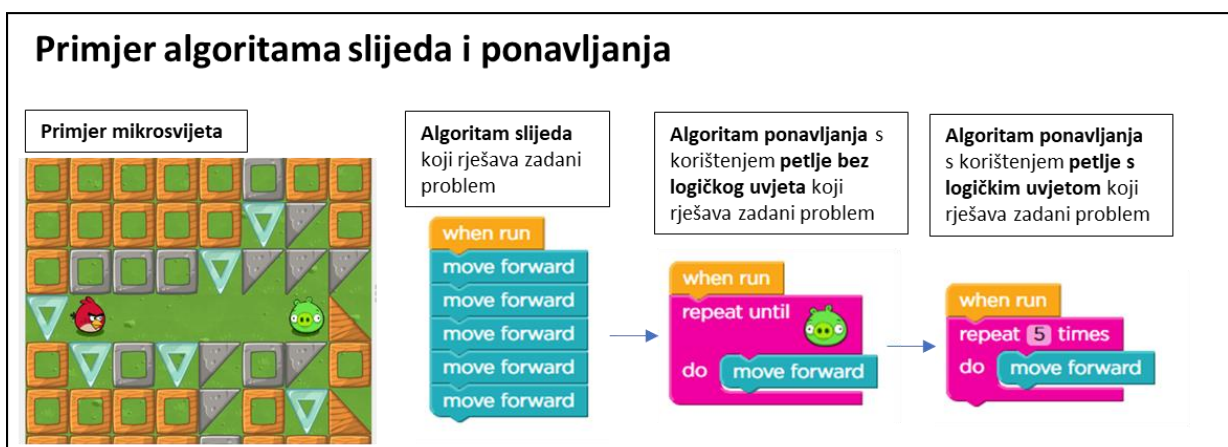 Primjer algoritama slijeda i ponavljanja
Primjer mikrosvijeta
Algoritam slijeda
koji rješava zadani
problem
when run
move forward
move forward
move forward
move forward
move forward
Algoritam ponavljanja s
korištenjem petlje bez
logičkog uvjeta koji
rješava zadani problem
when run
repeat until
do move forward
Algoritam ponavljanja
s korištenjem petlje s
logičkim uvjetom koji
rješava zadani problem
when run
repeat 5 times
do move forward